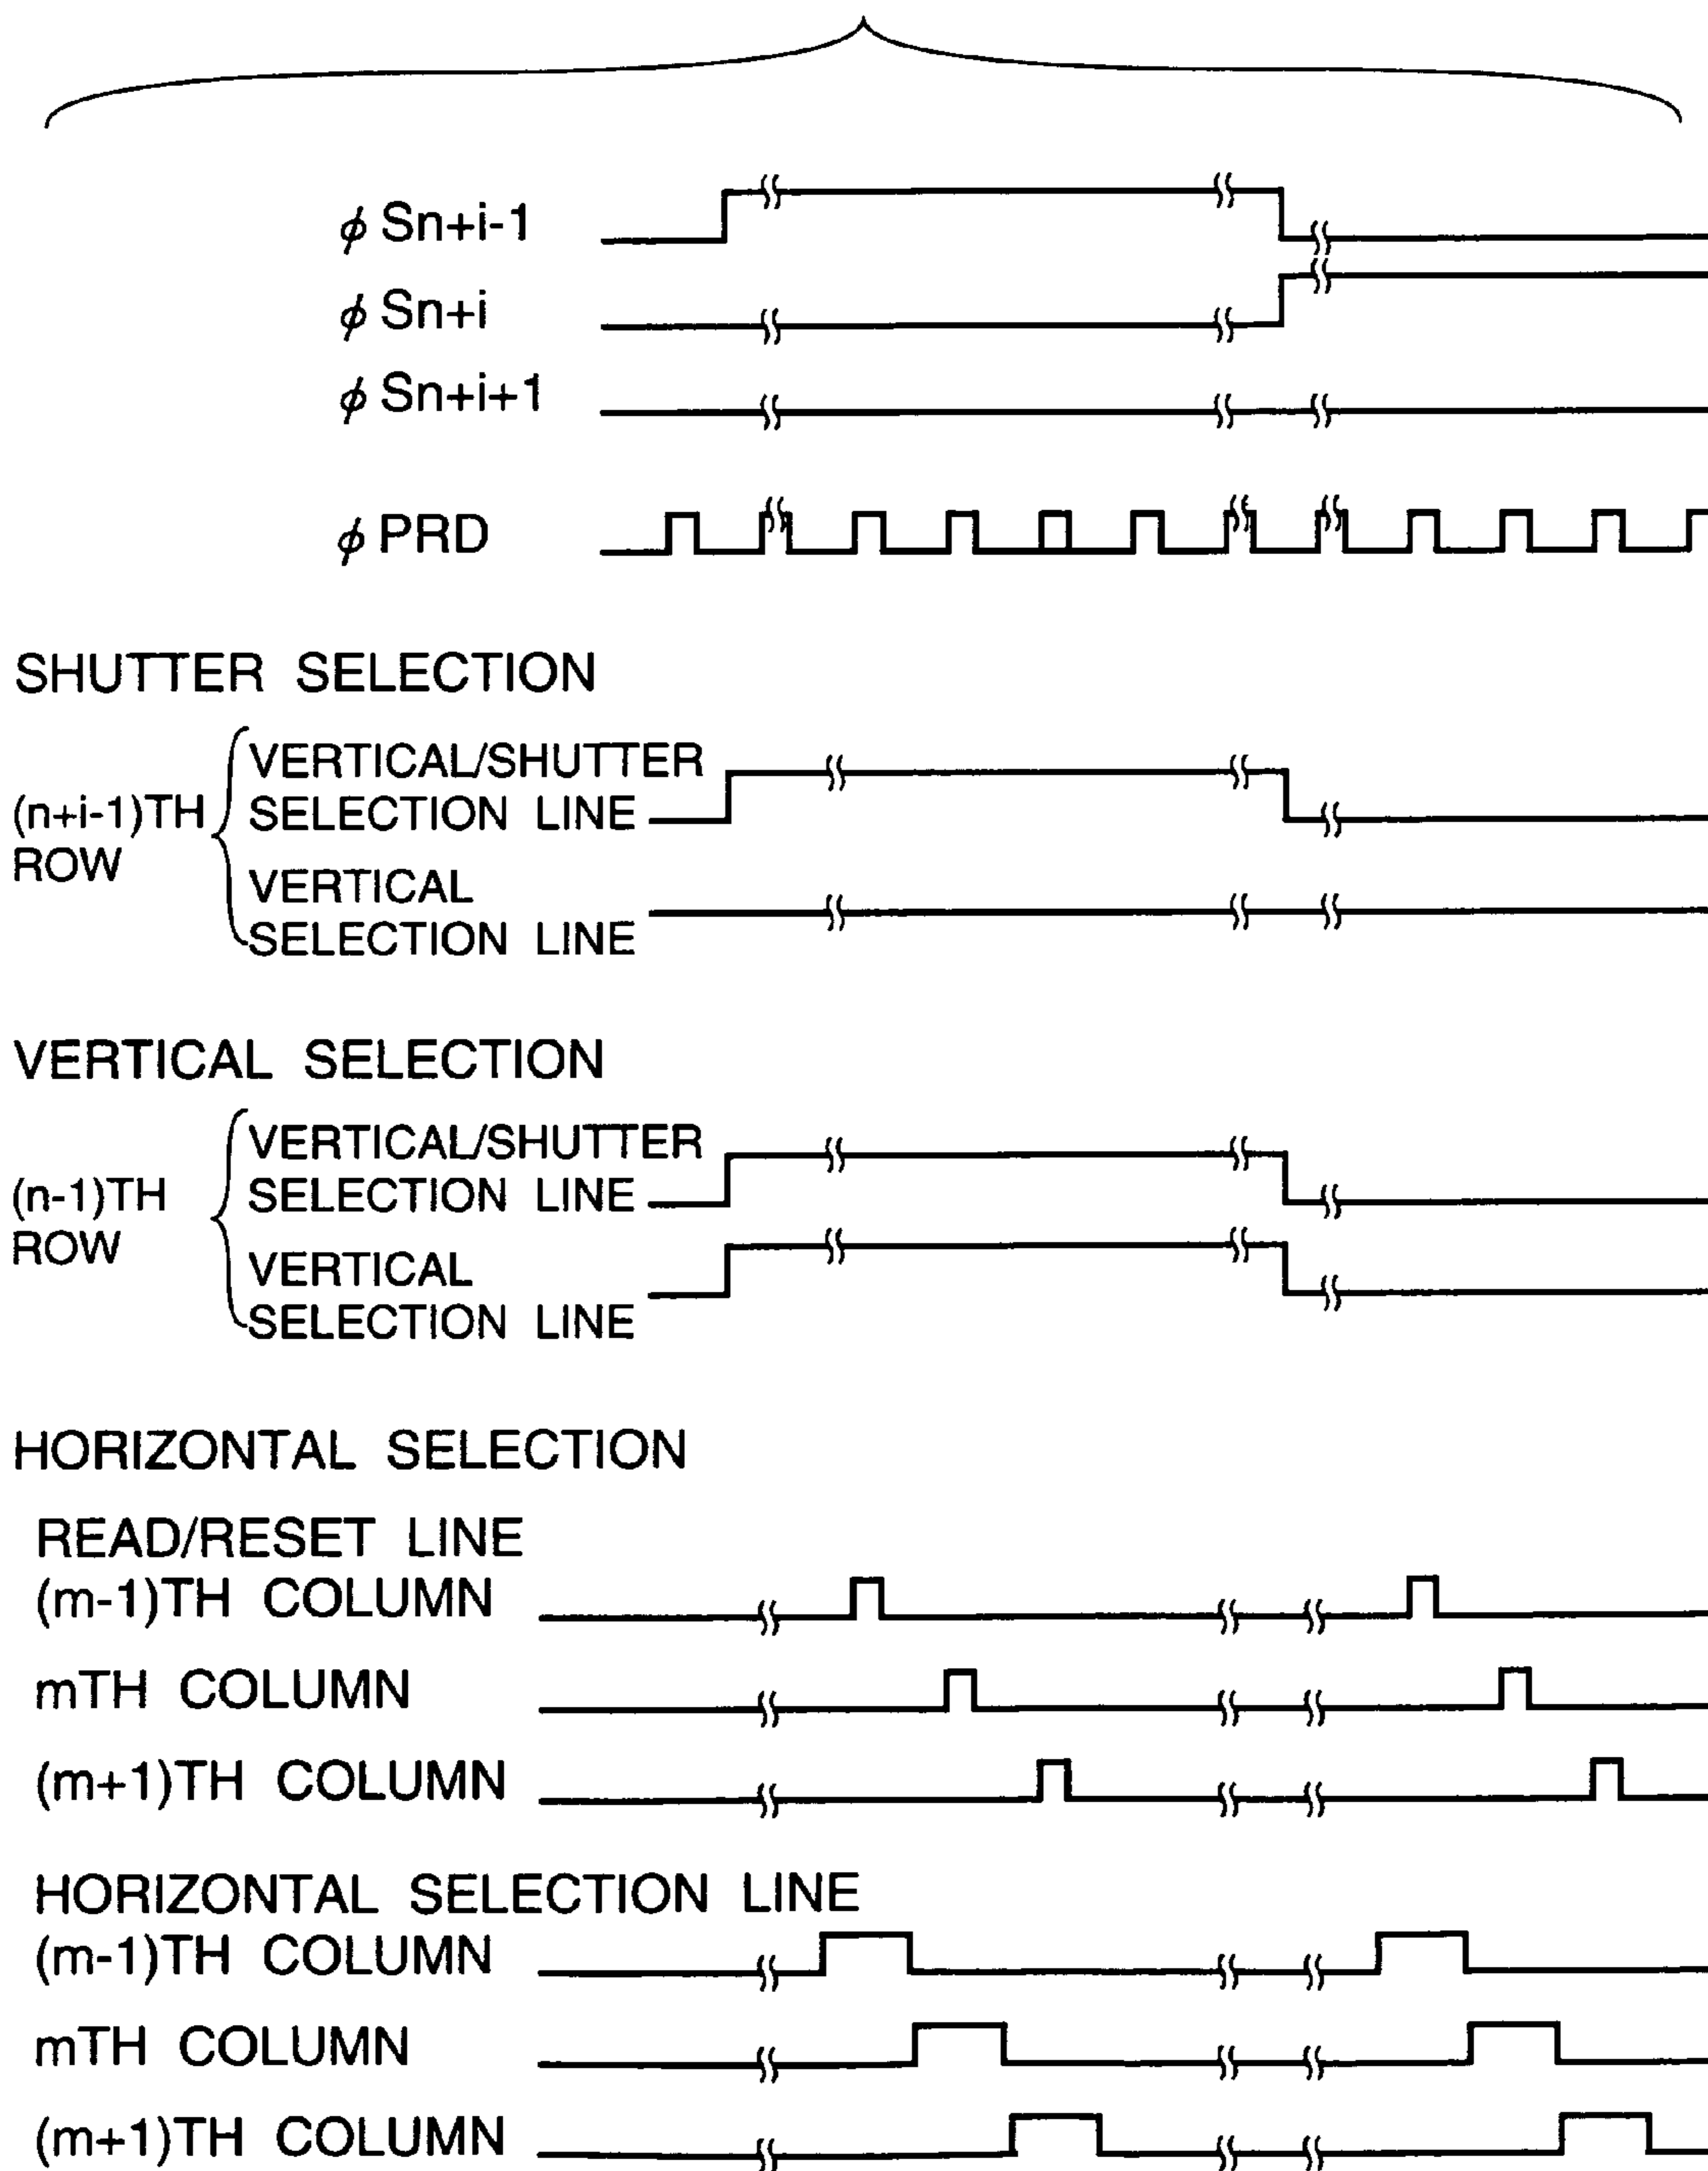 ϕ Sn+i-1
ϕ Sn+i
ϕ Sn+i+1
ϕ PRD
SHUTTER SELECTION
(n+i-1)TH
ROW
VERTICAL/SHUTTER
SELECTION LINE
VERTICAL
SELECTION LINE
VERTICAL SELECTION
(n-1)TH
ROW
VERTICAL/SHUTTER
SELECTION LINE
VERTICAL
SELECTION LINE
HORIZONTAL SELECTION
READ/RESET LINE
(m-1)TH COLUMN
mTH COLUMN
(m+1)TH COLUMN
HORIZONTAL SELECTION LINE
(m-1)TH COLUMN
mTH COLUMN
(m+1)TH COLUMN